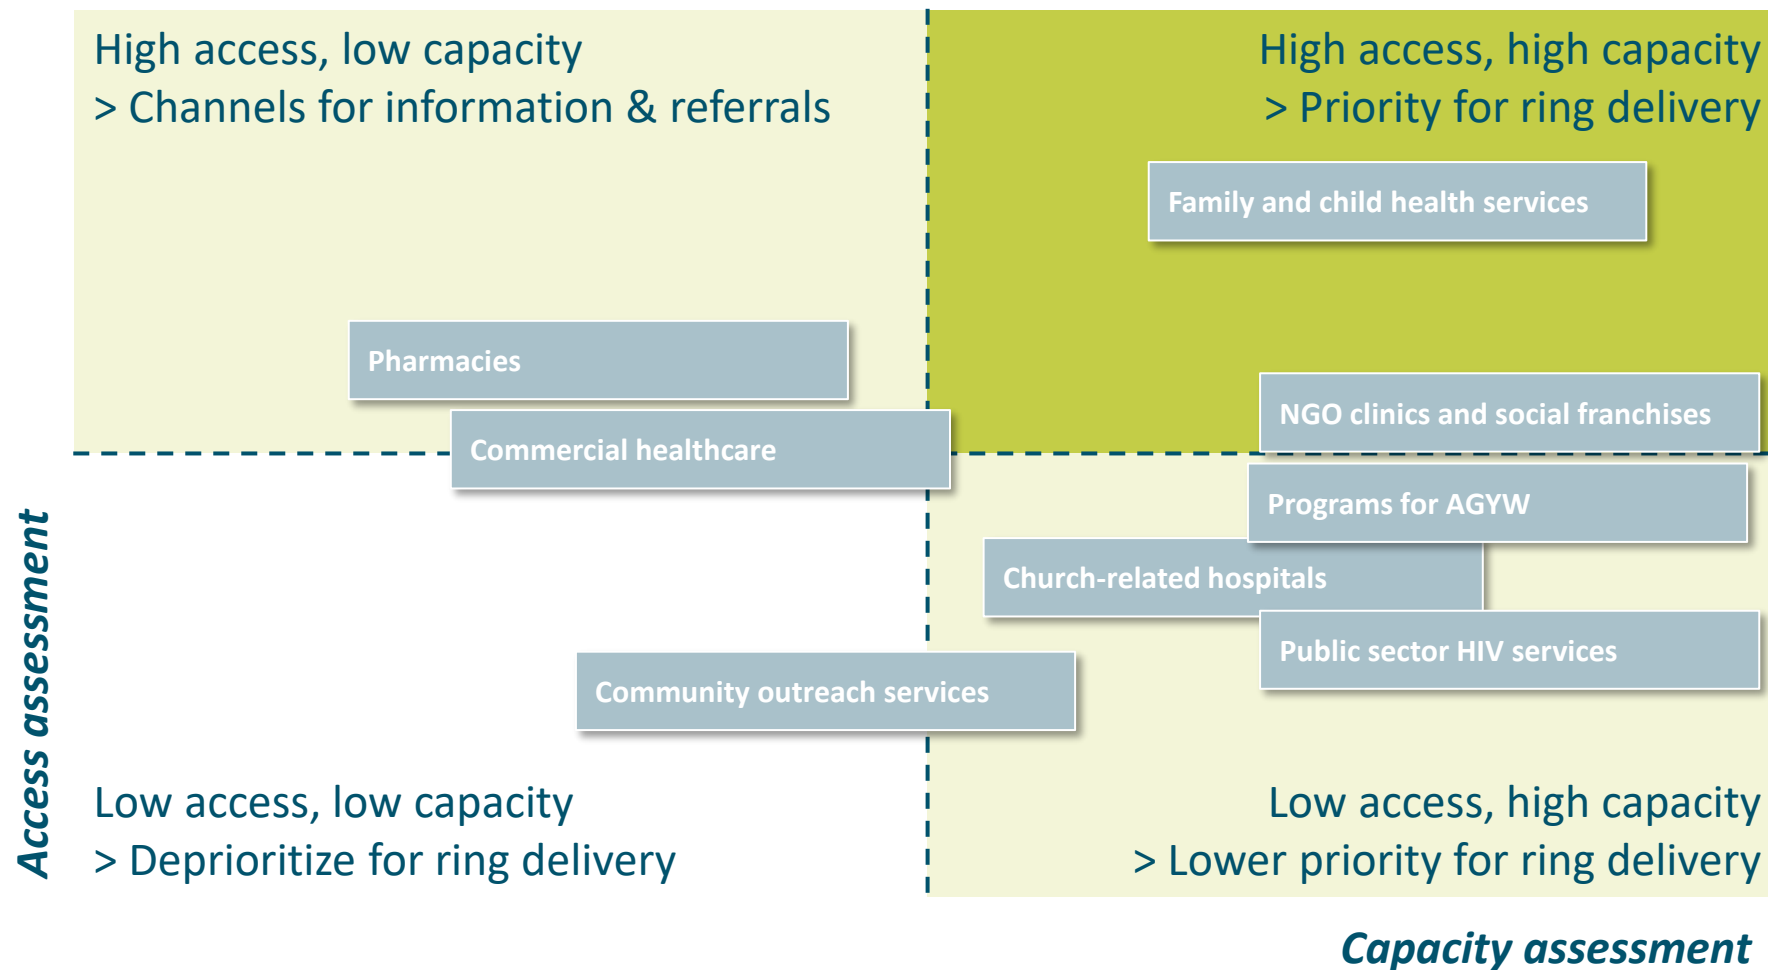 High access, low capacity
> Channels for information & referrals
High access, high capacity
> Priority for ring delivery
Family and child health services
Pharmacies
NGO clinics and social franchises
Commercial healthcare
Programs for AGYW
Church-related hospitals
Public sector HIV services
Community outreach services
Access assessment
Low access, low capacity
> Deprioritize for ring delivery
Low access, high capacity
> Lower priority for ring delivery
Capacity assessment